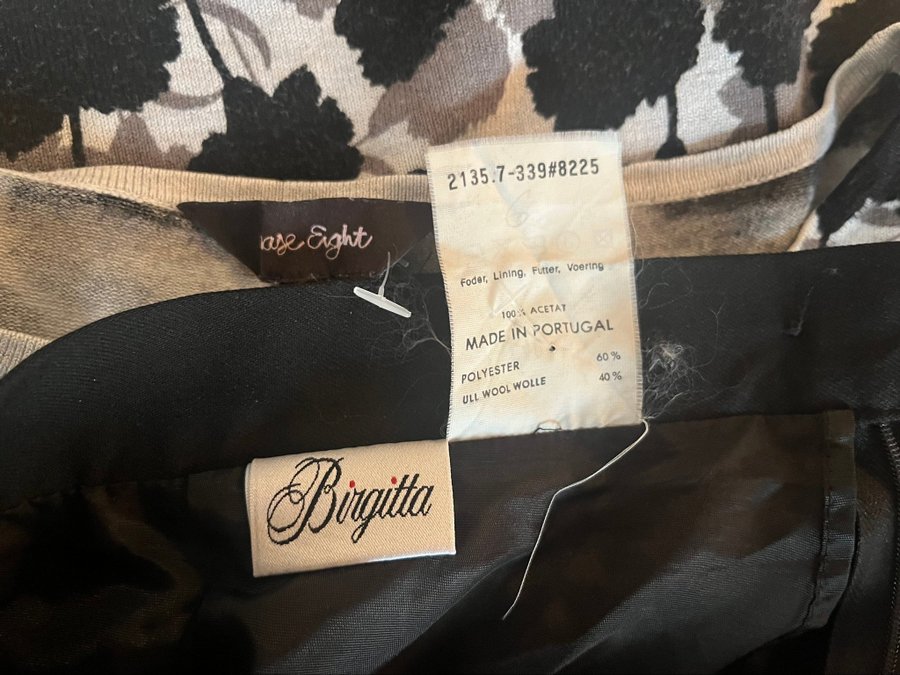 2135.7-339#8225
ase Eight
Foder, Lining, Futter, Voering
100% ACETAT
MADE IN PORTUGAL
POLYESTER 60%
ULL WOOL WOLLE 40%
Birgitta